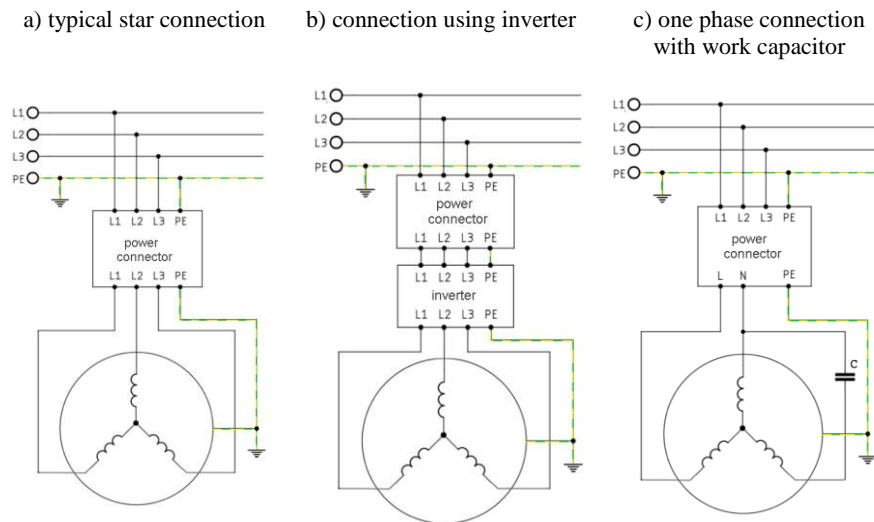 a) typical star connection
b) connection using inverter
c) one phase connection
with work capacitor
L1
L2
L3
PE
L1 L2 L3 PE
power
connector
L1 L2 L3 PE
L1
L2
L3
PE
L1 L2 L3 PE
power
connector
L1 L2 L3 PE
L1 L2 L3 PE
inverter
L1 L2 L3 PE
L1
L2
L3
PE
L1 L2 L3 PE
power
connector
L N PE
C